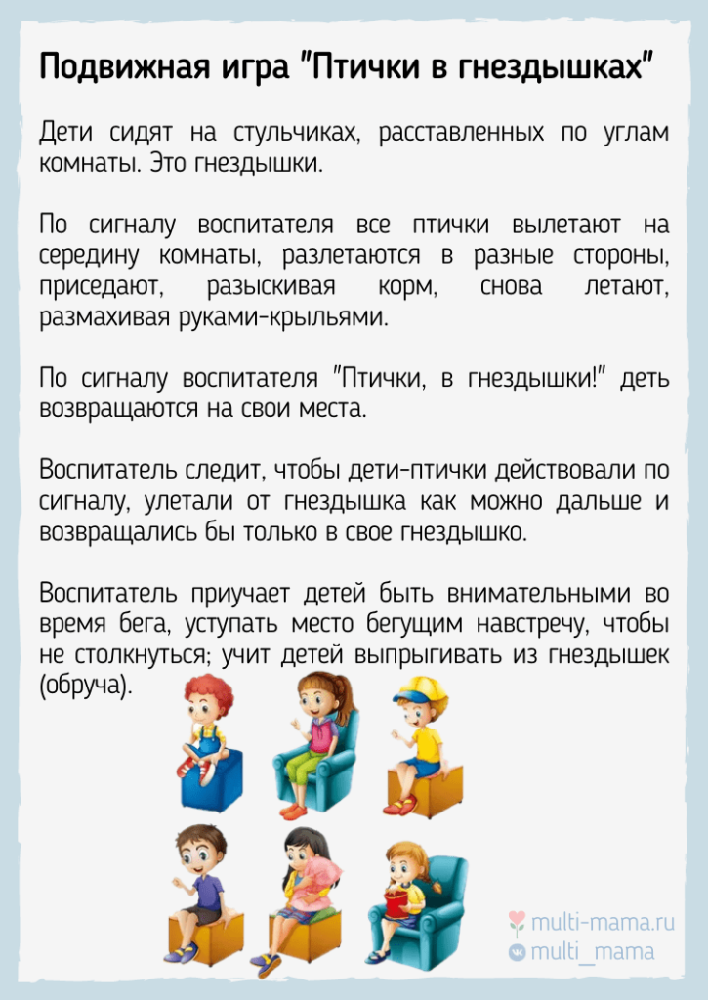 Подвижная игра "Птички в гнездышках"
Дети сидят на стульчиках, расставленных по углам
комнаты. Это гнездышки.
По сигналу воспитателя все птички вылетают на
середину комнаты, разлетаются в разные стороны,
приседают, разыскивая корм, снова летают,
размахивая руками-крыльями.
По сигналу воспитателя "Птички, в гнездышки!" деть
возвращаются на свои места.
Воспитатель следит, чтобы дети-птички действовали по
сигналу, улетали от гнездышка как можно дальше и
возвращались бы только в свое гнездышко.
Воспитатель приучает детей быть внимательными во
время бега, уступать место бегущим навстречу, чтобы
не столкнуться; учит детей выпрыгивать из гнездышек
(обруча).
multi-mama.ru
multi_mama